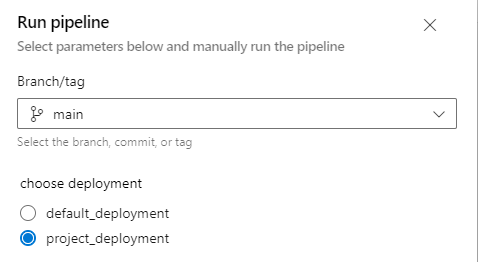 Run pipeline
Select parameters below and manually run the pipeline
Branch/tag
main
Select the branch, commit, or tag
choose deployment
default_deployment
project_deployment